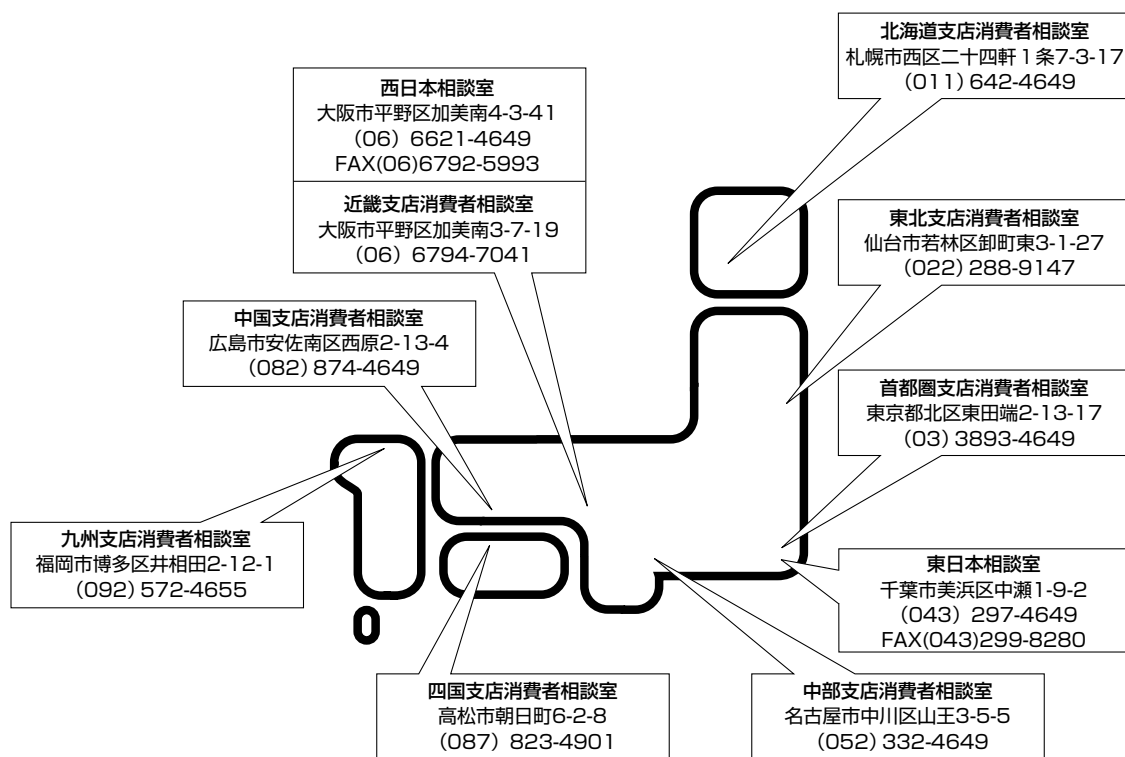 北海道支店消費者相談室
札幌市西区二十四軒1条7-3-17
(011) 642-4649
西日本相談室
大阪市平野区加美南4-3-41
(06) 6621-4649
FAX(06)6792-5993
近畿支店消費者相談室
大阪市平野区加美南3-7-19
(06) 6794-7041
東北支店消費者相談室
仙台市若林区卸町東3-1-27
(022) 288-9147
中国支店消費者相談室
広島市安佐南区西原2-13-4
(082) 874-4649
首都圏支店消費者相談室
東京都北区東田端2-13-17
(03) 3893-4649
九州支店消費者相談室
福岡市博多区井相田2-12-1
(092) 572-4655
東日本相談室
千葉市美浜区中瀬1-9-2
(043) 297-4649
FAX(043)299-8280
四国支店消費者相談室
高松市朝日町6-2-8
(087) 823-4901
中部支店消費者相談室
名古屋市中川区山王3-5-5
(052) 332-4649